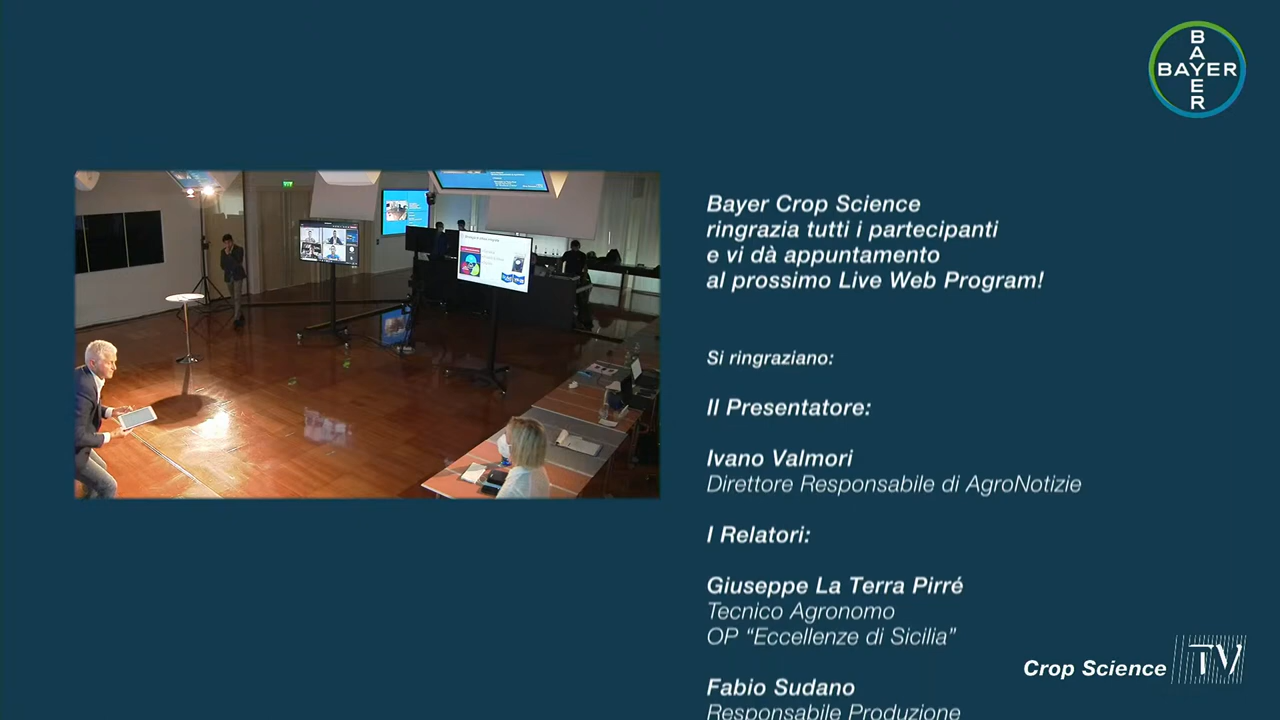 BAYER
BAYER
Bayer Crop Science
ringrazia tutti i partecipanti
e vi dà appuntamento
al prossimo Live Web Program!
Si ringraziano:
Il Presentatore:
Ivano Valmori
Direttore Responsabile di AgroNotizie
I Relatori:
Giuseppe La Terra Pirré
Tecnico Agronomo
OP “Eccellenze di Sicilia”
Fabio Sudano
Responsabile Produzione
Crop Science TV